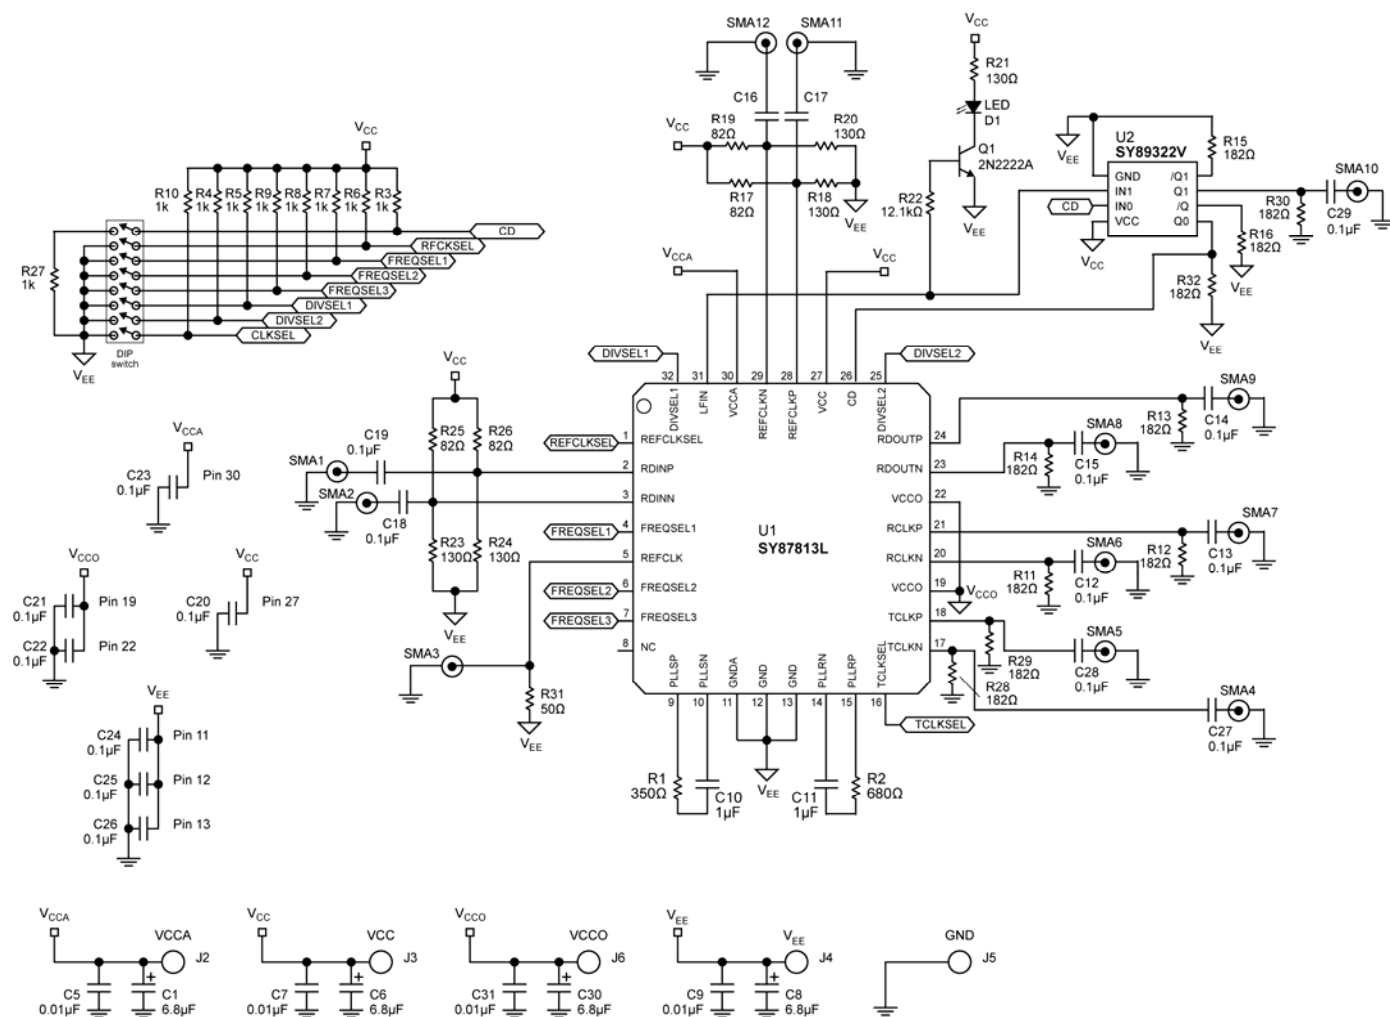 SMA12
SMA11
VCC
R21
130Ω
LED
D1
C16
C17
R19
82Ω
R20
130Ω
VCC
R17
82Ω
R18
130Ω
VEE
Q1
2N2222A
R22
12.1kΩ
VEE
VEE
U2
SY89322V
R15
182Ω
GND
IN1
IN0
VCC
/Q1
Q1
/Q
Q0
CD
VCC
SMA10
R30
182Ω
C29
0.1µF
R16
182Ω
VEE
R32
182Ω
VEE
VCC
R10
1k
R4
1k
R5
1k
R9
1k
R8
1k
R7
1k
R6
1k
R3
1k
R27
1k
CD
RFCKSEL
FREQSEL1
FREQSEL2
FREQSEL3
DIVSEL1
DIVSEL2
CLKSEL
DIP
switch
VEE
VCCA
VCC
DIVSEL1
DIVSEL2
32 31 30 29 28 27 26 25
DIVSEL1
LFIN
VCCA
REFCLKN
REFCLKP
VCC
CD
DIVSEL2
U1
SY87813L
REFCLKSEL
1 REFCLKSEL
2 RDINP
3 RDINN
FREQSEL1
4 FREQSEL1
5 REFCLK
FREQSEL2
6 FREQSEL2
FREQSEL3
7 FREQSEL3
8 NC
RDOUTP 24
RDOUTN 23
VCCO 22
RCLKP 21
RCLKN 20
VCCO 19
TCLKP 18
TCLKN 17
PLLSP
PLLSN
GNDA
GND
GND
PLLRN
PLLRP
TCLKSEL
9 10 11 12 13 14 15 16
TCLKSEL
VCC
R25
82Ω
R26
82Ω
C19
0.1µF
SMA1
SMA2
C18
0.1µF
R23
130Ω
R24
130Ω
VEE
SMA3
R31
50Ω
VEE
R1
350Ω
C10
1µF
VEE
C11
1µF
R2
680Ω
SMA9
R13
182Ω
C14
0.1µF
SMA8
R14
182Ω
C15
0.1µF
SMA7
R12
182Ω
C13
0.1µF
SMA6
R11
182Ω
C12
0.1µF
VCCO
SMA5
R29
182Ω
C28
0.1µF
R28
182Ω
SMA4
C27
0.1µF
VCCA
C23
0.1µF
Pin 30
VCCO
C21
0.1µF
Pin 19
C22
0.1µF
Pin 22
VCC
C20
0.1µF
Pin 27
VEE
C24
0.1µF
Pin 11
C25
0.1µF
Pin 12
C26
0.1µF
Pin 13
VCCA
VCCA
J2
C5
0.01µF
+
C1
6.8µF
VCC
VCC
J3
C7
0.01µF
+
C6
6.8µF
VCCO
VCCO
J6
C31
0.01µF
+
C30
6.8µF
VEE
VEE
J4
C9
0.01µF
+
C8
6.8µF
GND
J5